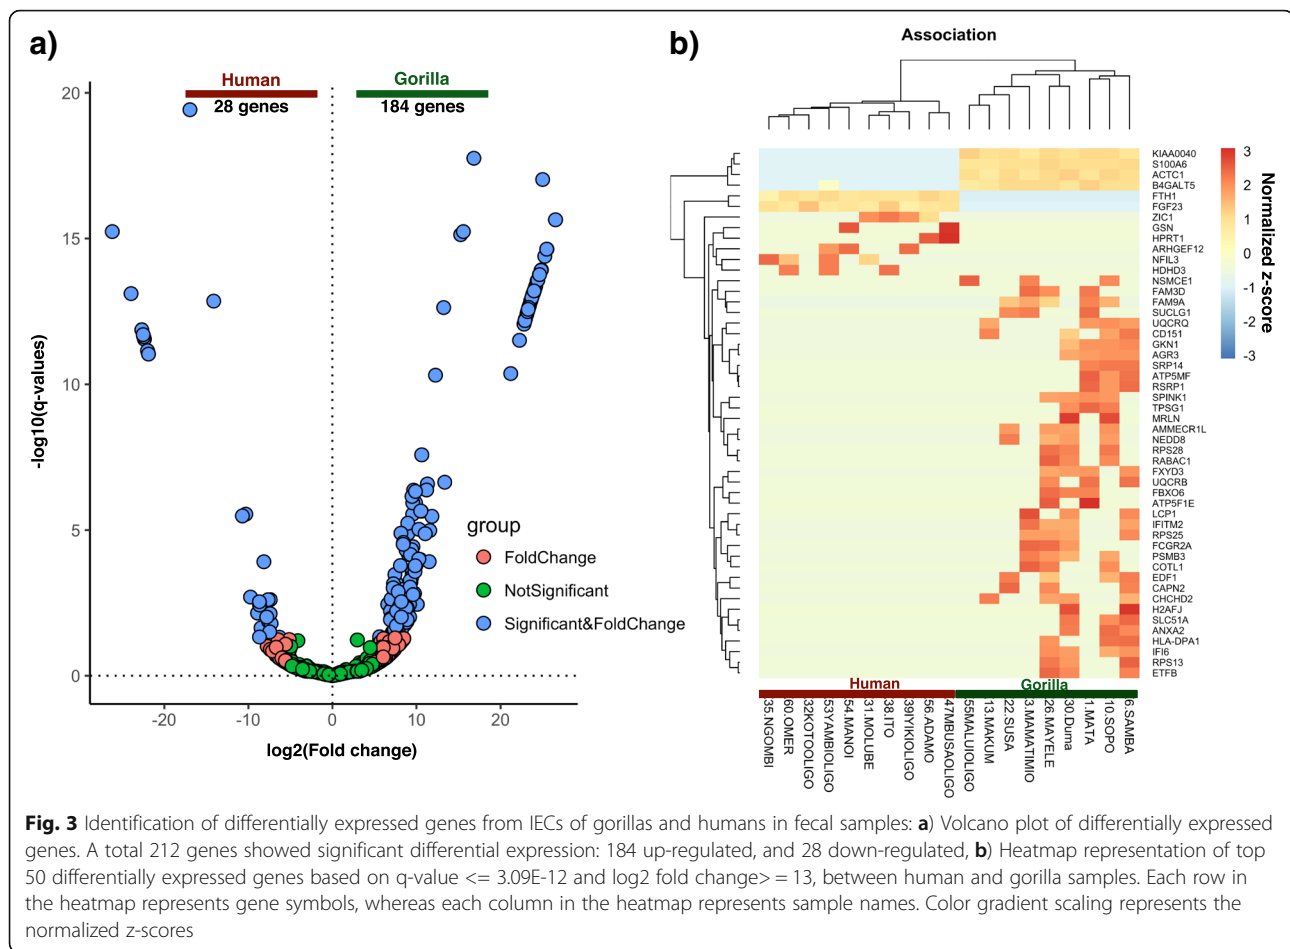 a)
Human
28 genes
Gorilla
184 genes
20
15
10
5
0
-log10(q-values)
-20
-10
0
10
20
log2(Fold change)
group
FoldChange
NotSignificant
Significant&FoldChange
b)
Association
KIAA0040
S100A6
ACTC1
B4GALT5
FTH1
FGF23
ZIC1
GSN
HPRT1
ARHGEF12
NFIL3
HDHD3
NSMCE1
FAM3D
FAM9A
SUCLG1
UQCRQ
CD151
GKN1
AGR3
SRP14
ATP5MF
RSRP1
SPINK1
TPSG1
MRLN
AMMECR1L
NEDD8
RPS28
RABAC1
FXYD3
UQCRB
FBXO6
ATP5F1E
LCP1
IFITM2
RPS25
FCGR2A
PSMB3
COTL1
EDF1
CAPN2
CHCHD2
H2AFJ
SLC51A
ANXA2
HLA-DPA1
IFI6
RPS13
ETFB
3
2
1
0
-1
-2
-3
Normalized z-score
Human
Gorilla
35.NGOMBI
60.OMER
32KOTOOLIGO
53YAMBIOLIGO
54.MANOI
31.MOLUBE
38.ITO
39IYIKIOLIGO
56.ADAMO
47MBUSAOLIGO
55MALUIOLIGO
13.MAKUM
22.SUSA
3.MAMATIMIO
26.MAYELE
30.Duma
1.MATA
10.SOPO
6.SAMBA
Fig. 3 Identification of differentially expressed genes from IECs of gorillas and humans in fecal samples: a) Volcano plot of differentially expressed
genes. A total 212 genes showed significant differential expression: 184 up-regulated, and 28 down-regulated, b) Heatmap representation of top
50 differentially expressed genes based on q-value <= 3.09E-12 and log2 fold change> = 13, between human and gorilla samples. Each row in
the heatmap represents gene symbols, whereas each column in the heatmap represents sample names. Color gradient scaling represents the
normalized z-scores